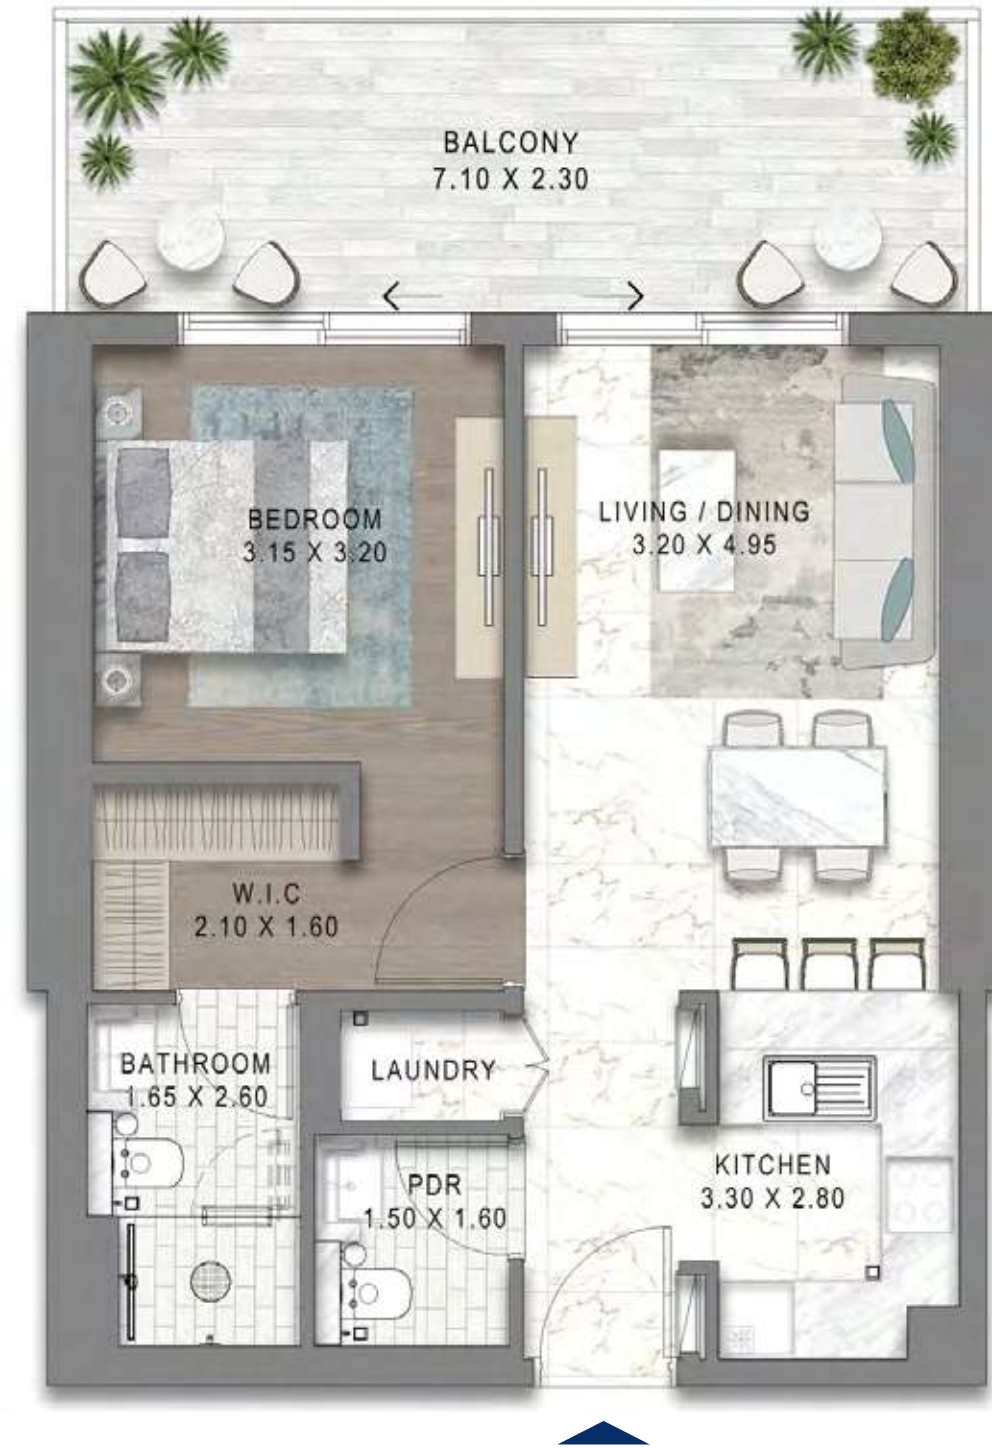 BALCONY
7.10 X 2.30
BEDROOM
3.15 X 3.20
LIVING / DINING
3.20 X 4.95
W.I.C
2.10 X 1.60
BATHROOM
1.65 X 2.60
LAUNDRY
PDR
1.50 X 1.60
KITCHEN
3.30 X 2.80